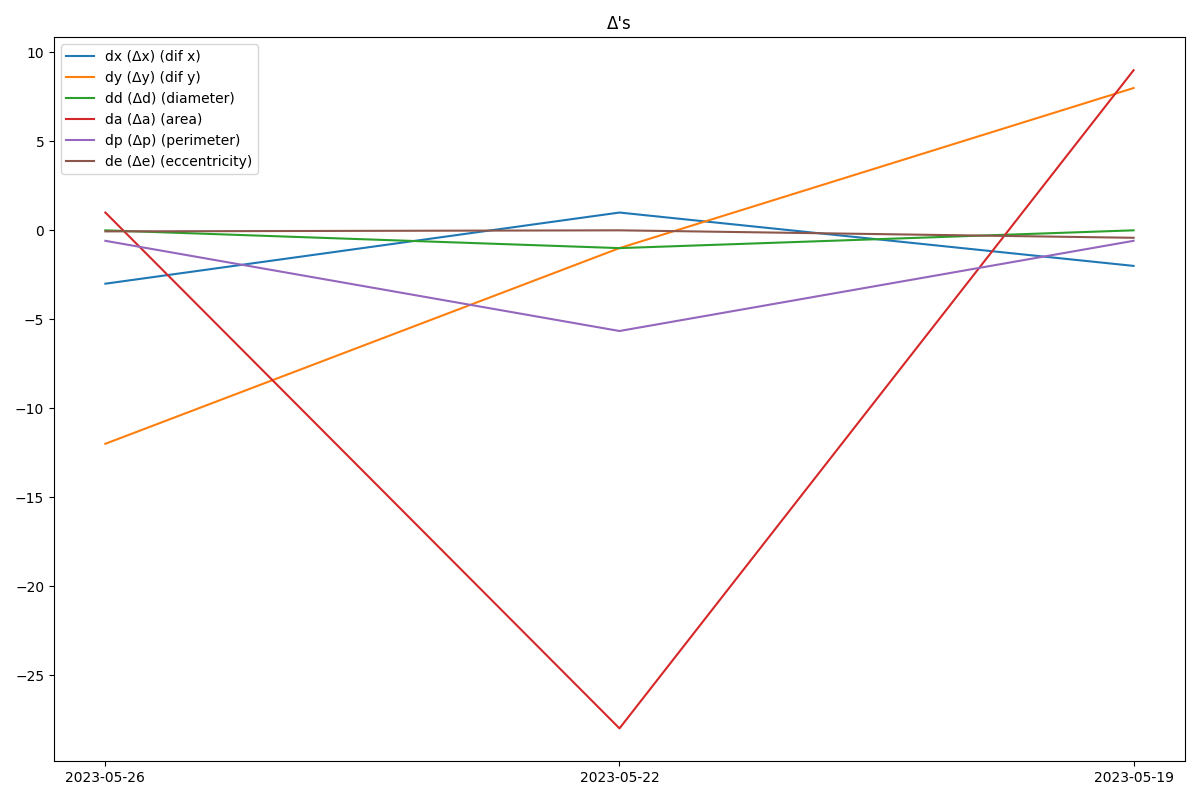 Δ's
dx (Δx) (dif x)
dy (Δy) (dif y)
dd (Δd) (diameter)
da (Δa) (area)
dp (Δp) (perimeter)
de (Δe) (eccentricity)
10
5
0
−5
−10
−15
−20
−25
2023-05-26
2023-05-22
2023-05-19